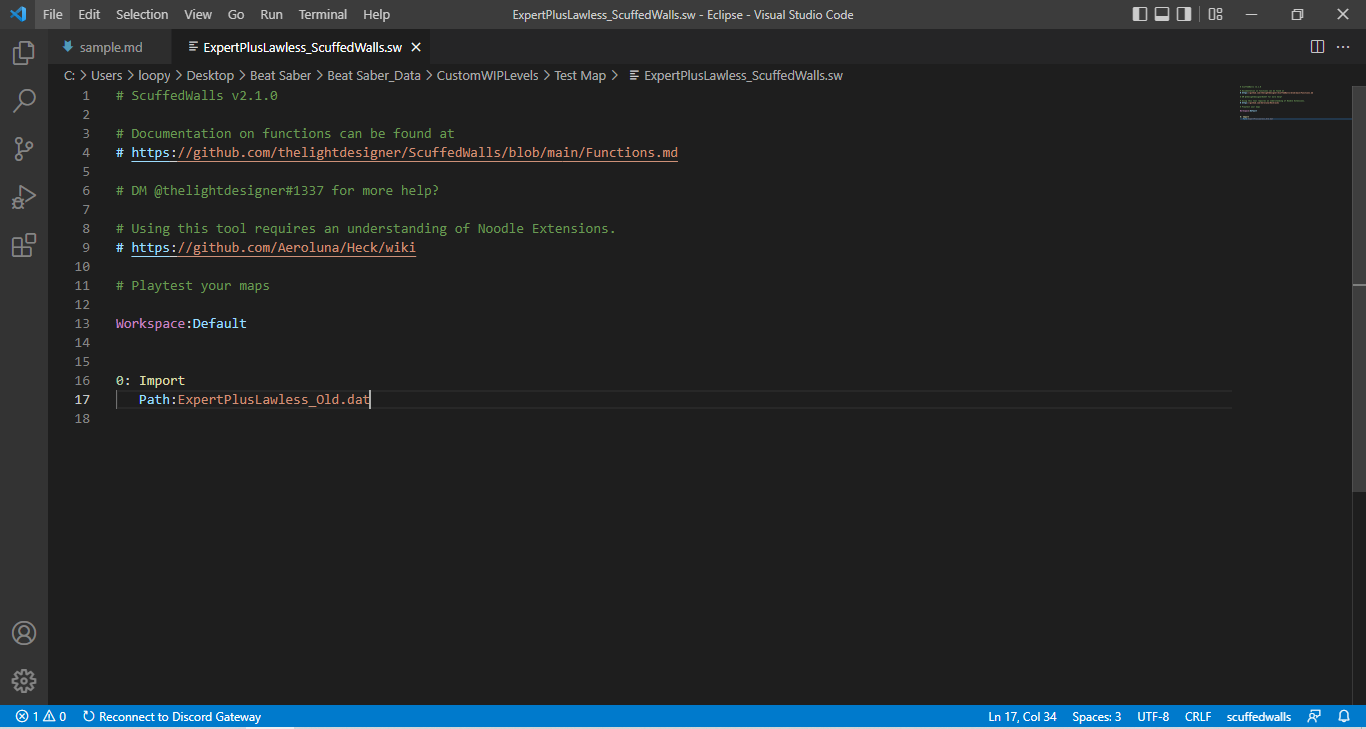 File Edit Selection View Go Run Terminal Help ExpertPlusLawless_ScuffedWalls.sw - Eclipse - Visual Studio Code
sample.md ExpertPlusLawless_ScuffedWalls.sw
C: > Users > loopy > Desktop > Beat Saber > Beat Saber_Data > CustomWIPLevels > Test Map > ExpertPlusLawless_ScuffedWalls.sw
1 # ScuffedWalls v2.1.0
2
3 # Documentation on functions can be found at
4 # https://github.com/thelightdesigner/ScuffedWalls/blob/main/Functions.md
5
6 # DM @thelightdesigner#1337 for more help?
7
8 # Using this tool requires an understanding of Noodle Extensions.
9 # https://github.com/Aeroluna/Heck/wiki
10
11 # Playtest your maps
12
13 Workspace:Default
14
15
16 0: Import
17 Path:ExpertPlusLawless_Old.dat
18
1 0 Reconnect to Discord Gateway Ln 17, Col 34 Spaces: 3 UTF-8 CRLF scuffedwalls